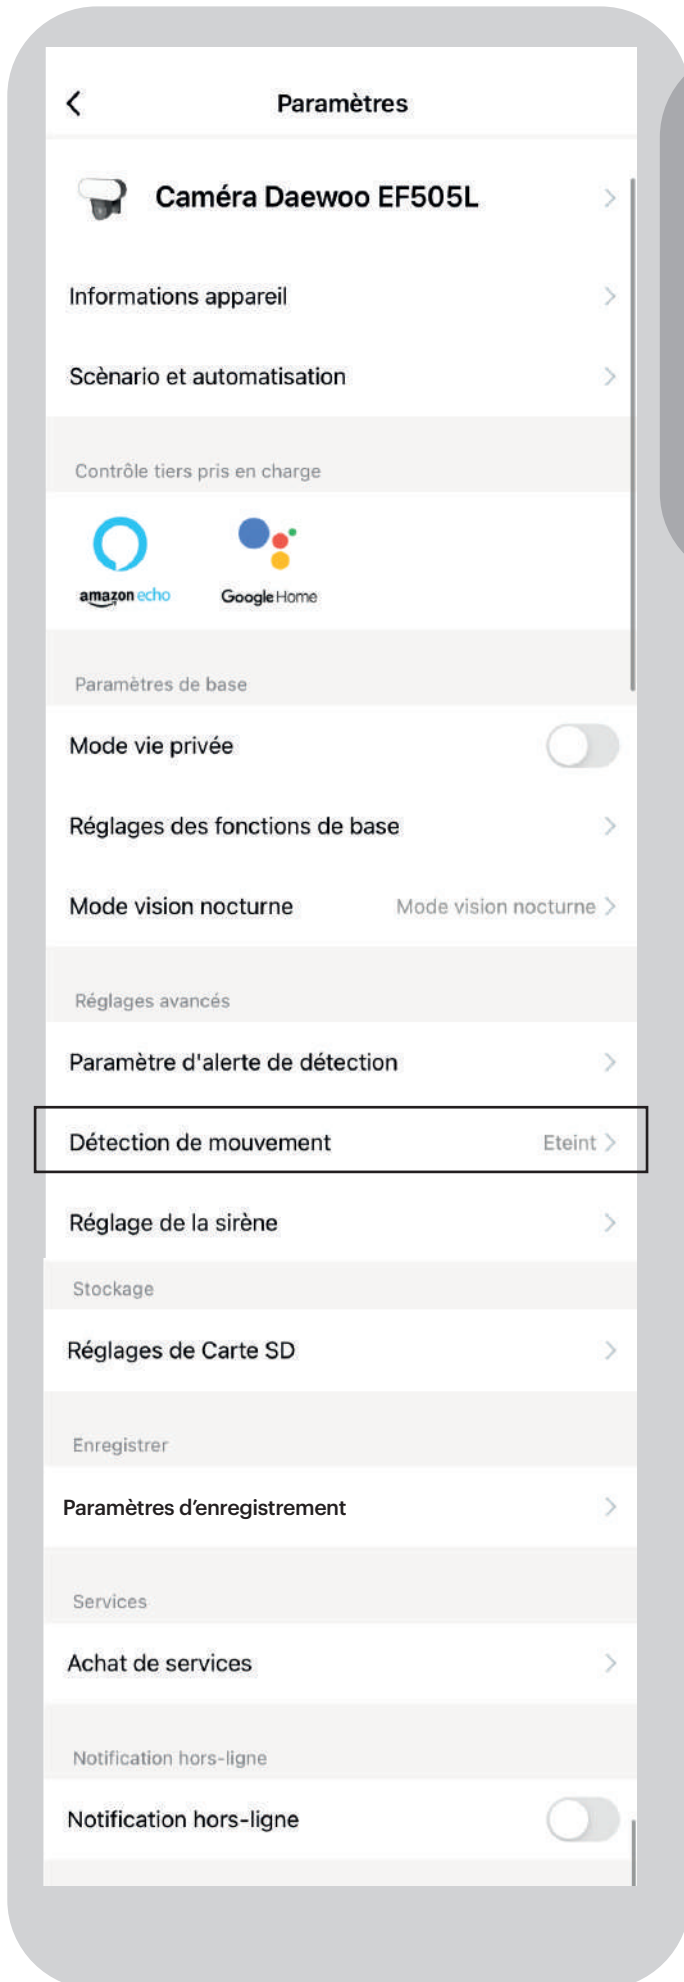 Paramètres
Caméra Daewoo EF505L
Informations appareil
Scènario et automatisation
Contrôle tiers pris en charge
amazon echo
Google Home
Paramètres de base
Mode vie privée
Réglages des fonctions de base
Mode vision nocturne Mode vision nocturne
Réglages avancés
Paramètre d'alerte de détection
Détection de mouvement Eteint
Réglage de la sirène
Stockage
Réglages de Carte SD
Enregistrer
Paramètres d’enregistrement
Services
Achat de services
Notification hors-ligne
Notification hors-ligne